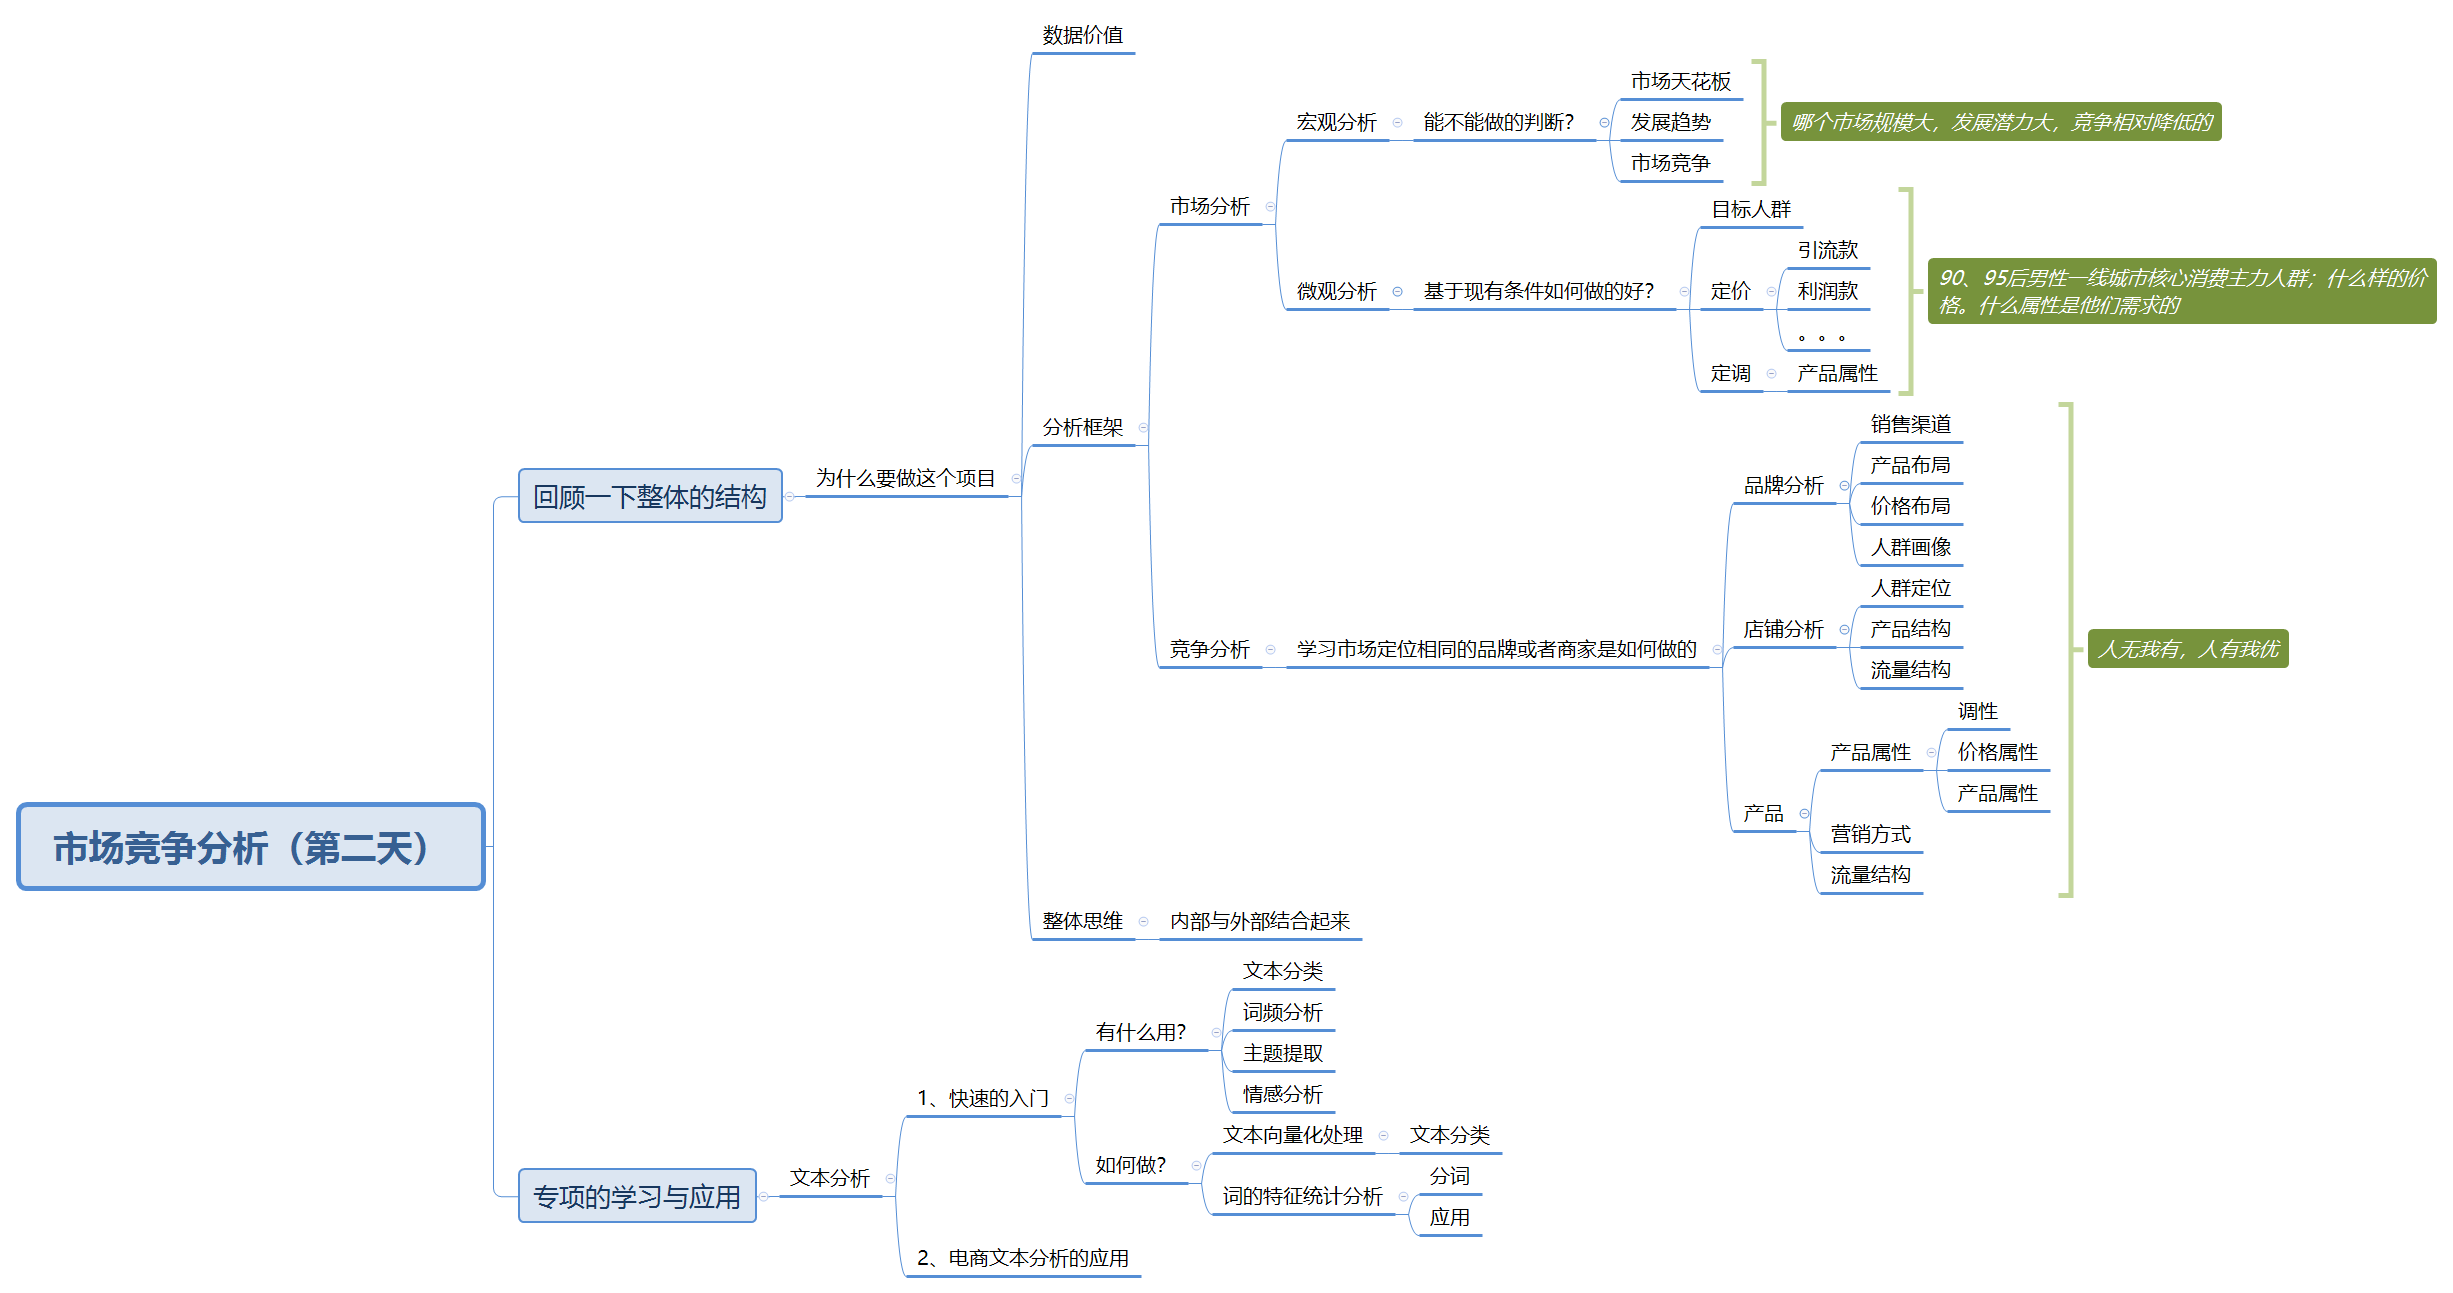 市场竞争分析（第二天）
回顾一下整体的结构
为什么要做这个项目
数据价值
分析框架
市场分析
宏观分析
能不能做的判断？
市场天花板
发展趋势
市场竞争
哪个市场规模大，发展潜力大，竞争相对降低的
微观分析
基于现有条件如何做的好？
目标人群
定价
引流款
利润款
。。。
定调
产品属性
90、95后男性一线城市核心消费主力人群；什么样的价
格。什么属性是他们需求的
竞争分析
学习市场定位相同的品牌或者商家是如何做的
品牌分析
销售渠道
产品布局
价格布局
人群画像
店铺分析
人群定位
产品结构
流量结构
产品
产品属性
调性
价格属性
产品属性
营销方式
流量结构
人无我有，人有我优
整体思维
内部与外部结合起来
专项的学习与应用
文本分析
1、快速的入门
有什么用？
文本分类
词频分析
主题提取
情感分析
如何做？
文本向量化处理
文本分类
词的特征统计分析
分词
应用
2、电商文本分析的应用